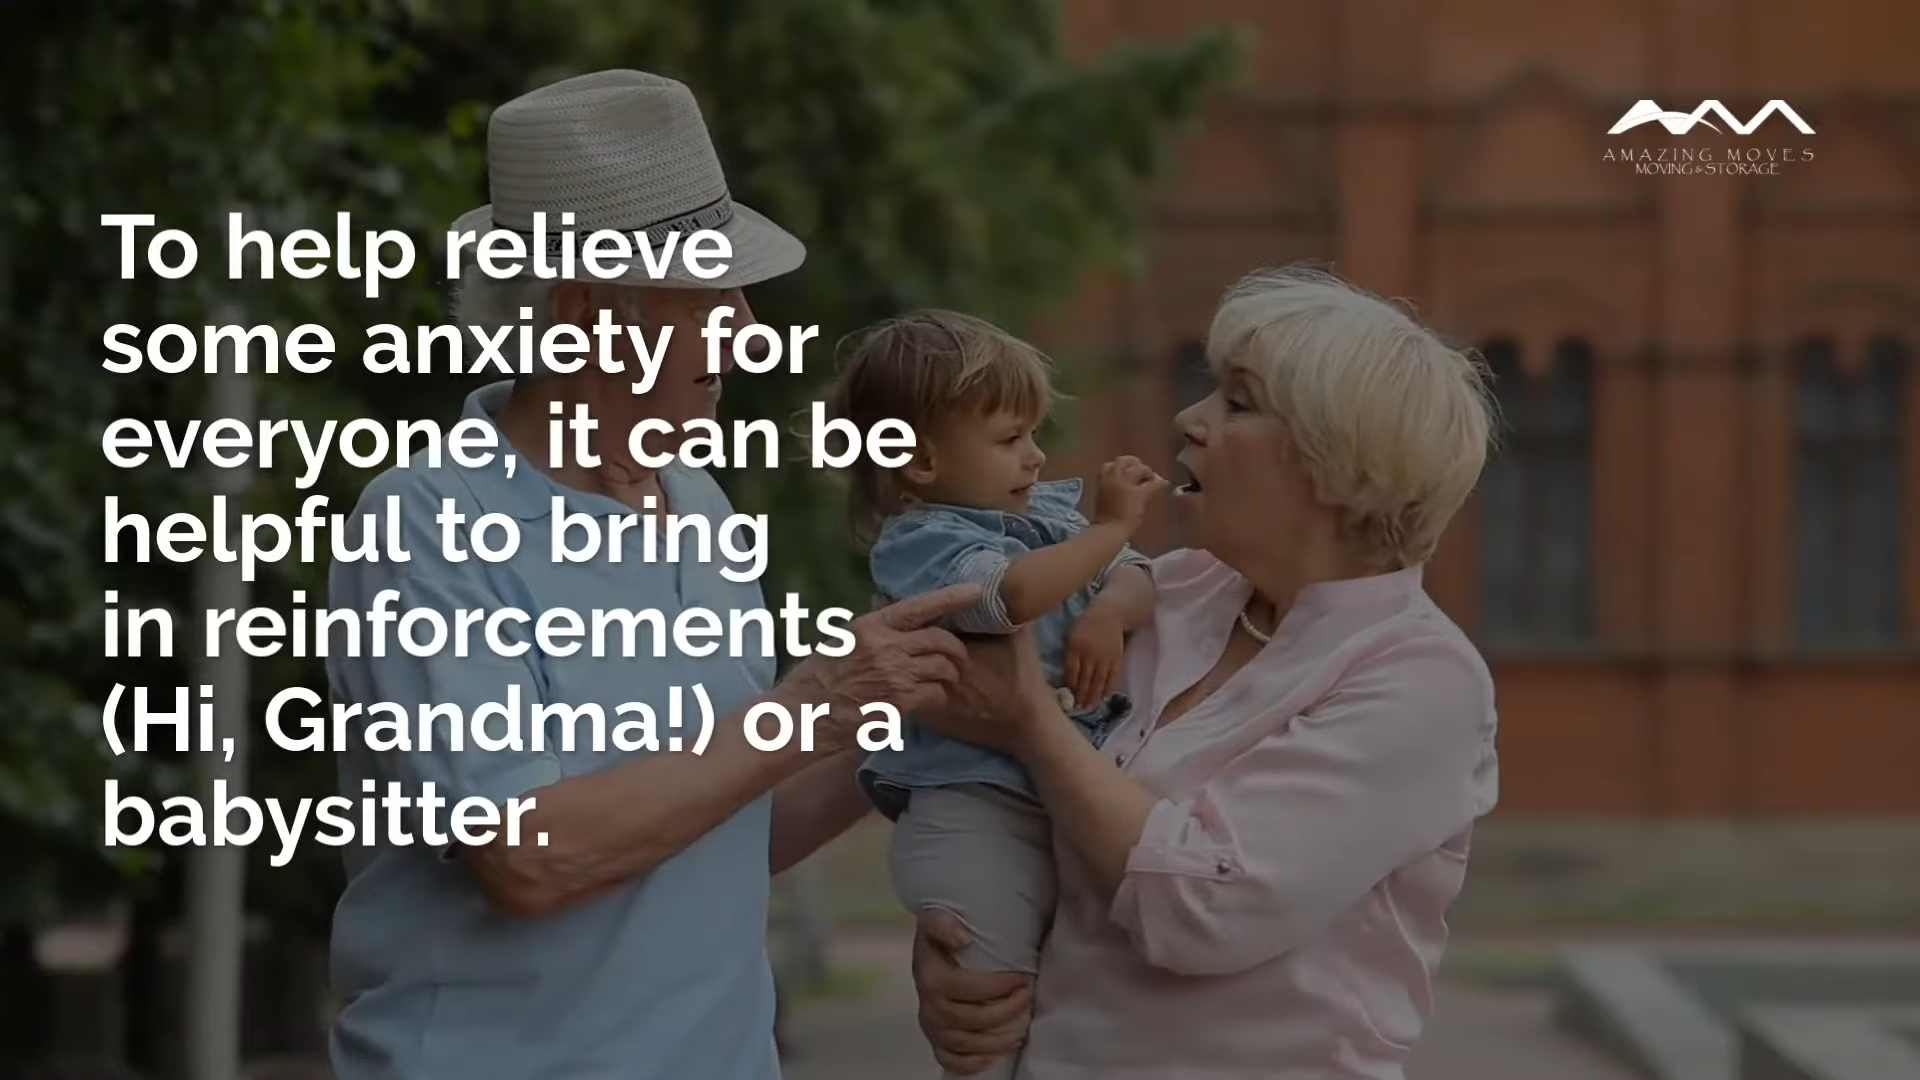 AMAZING MOVES
MOVING & STORAGE
To help relieve
some anxiety for
everyone, it can be
helpful to bring
in reinforcements
(Hi, Grandma!) or a
babysitter.